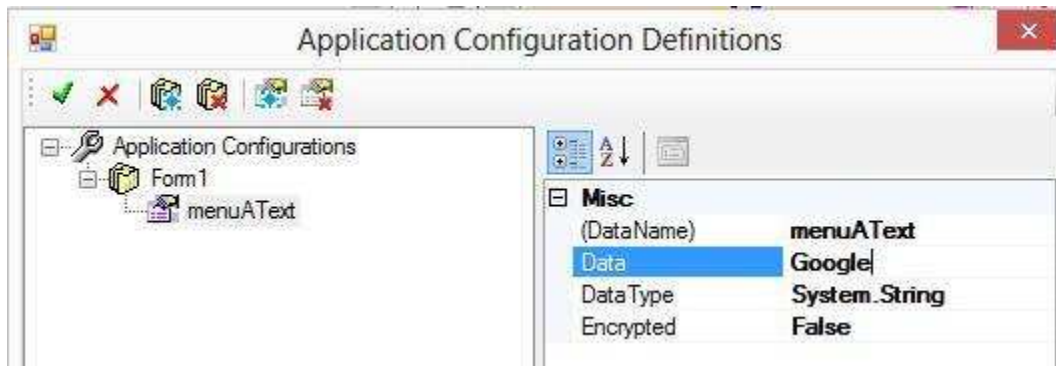 Application Configuration Definitions
Application Configurations
Form1
menuAText
Misc
(DataName) menuAText
Data Google
DataType System.String
Encrypted False